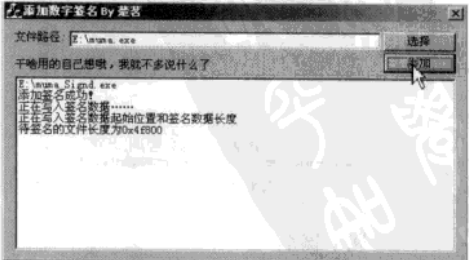 添加数字签名 By 蒙茗
文件路径: E:\muma.exe 选择
干啥用的自己想哦，我就不多说什么了 添加
E:\muma_Signd.exe
添加签名成功!
正在写入签名数据……
正在写入签名数据起始位置和签名数据长度
待签名的文件长度为0x4f800